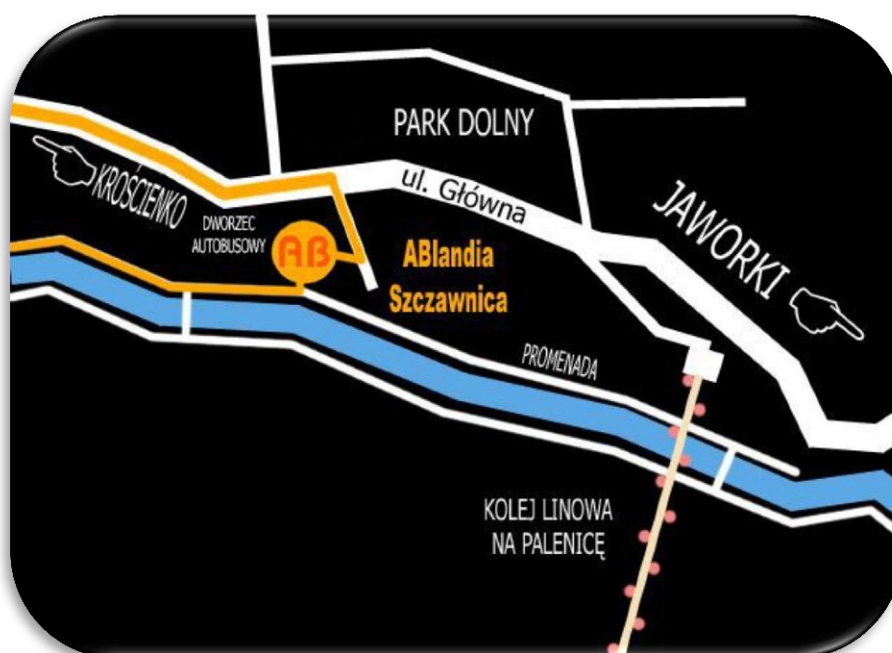 PARK DOLNY
ul. Główna
KROŚCIENKO
JAWORKI
DWORZEC
AUTOBUSOWY
AB
ABlandia
Szczawnica
PROMENADA
KOLEJ LINOWA
NA PALENICĘ